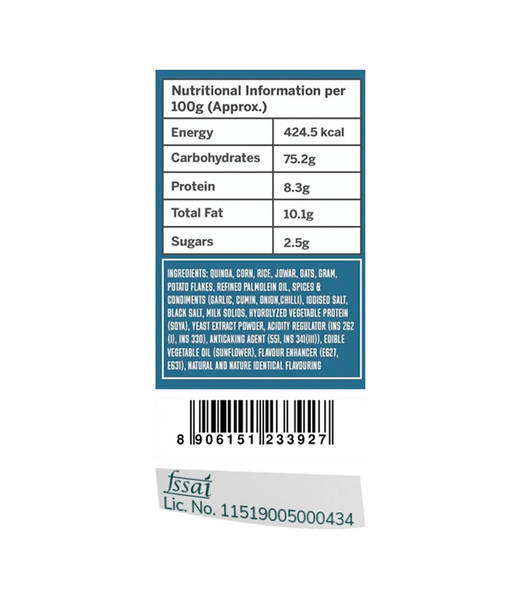 Nutritional Information per
100g (Approx.)
Energy 424.5 kcal
Carbohydrates 75.2g
Protein 8.3g
Total Fat 10.1g
Sugars 2.5g
INGREDIENTS: QUINOA, CORN, RICE, JOWAR, OATS, GRAM,
POTATO FLAKES, REFINED PALMOLEIN OIL, SPICES &
CONDIMENTS (GARLIC, CUMIN, ONION,CHILLI), IODISED SALT,
BLACK SALT, MILK SOLIDS, HYDROLYZED VEGETABLE PROTEIN
(SOYA), YEAST EXTRACT POWDER, ACIDITY REGULATOR (INS 262
(I), INS 330), ANTICAKING AGENT (551, INS 341(III)), EDIBLE
VEGETABLE OIL (SUNFLOWER), FLAVOUR ENHANCER (E627,
E631), NATURAL AND NATURE IDENTICAL FLAVOURING
8 906151 233927
fssai
Lic. No. 11519005000434